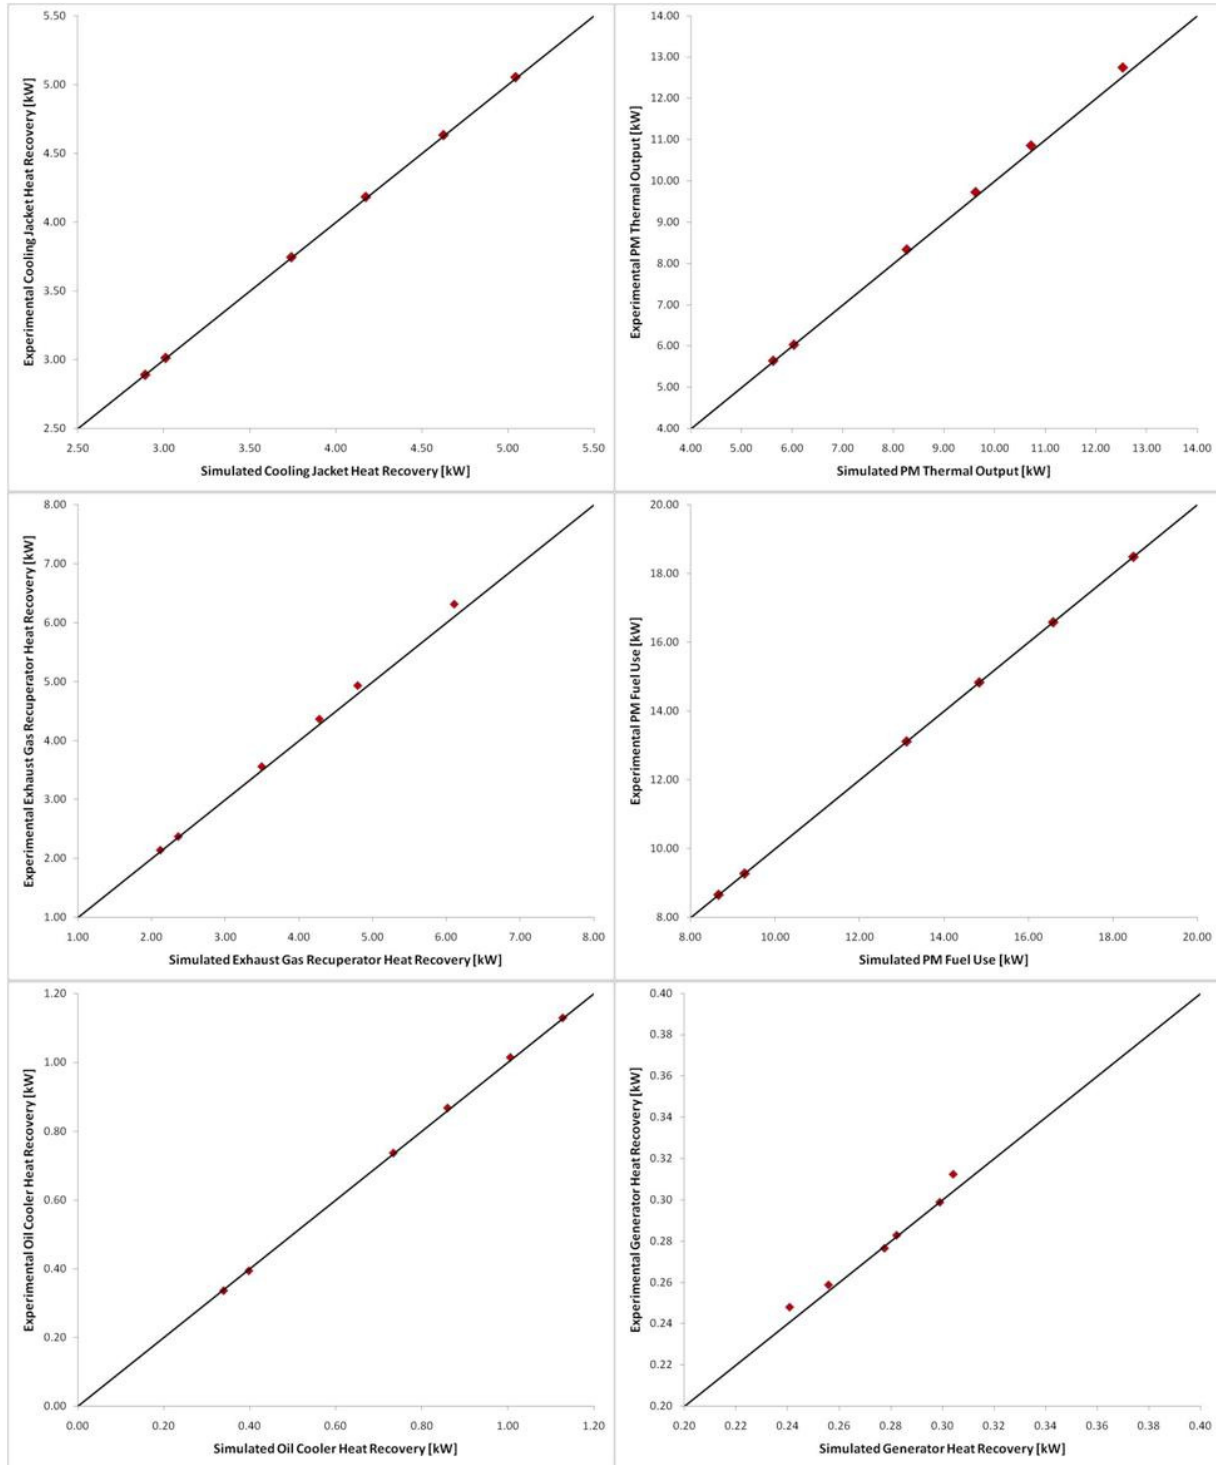 5.50
5.00
4.50
4.00
3.50
3.00
2.50
Experimental Cooling Jacket Heat Recovery [kW]
2.50 3.00 3.50 4.00 4.50 5.00 5.50
Simulated Cooling Jacket Heat Recovery [kW]
14.00
13.00
12.00
11.00
10.00
9.00
8.00
7.00
6.00
5.00
4.00
Experimental PM Thermal Output [kW]
4.00 5.00 6.00 7.00 8.00 9.00 10.00 11.00 12.00 13.00 14.00
Simulated PM Thermal Output [kW]
8.00
7.00
6.00
5.00
4.00
3.00
2.00
1.00
Experimental Exhaust Gas Recuperator Heat Recovery [kW]
1.00 2.00 3.00 4.00 5.00 6.00 7.00 8.00
Simulated Exhaust Gas Recuperator Heat Recovery [kW]
20.00
18.00
16.00
14.00
12.00
10.00
8.00
Experimental PM Fuel Use [kW]
8.00 10.00 12.00 14.00 16.00 18.00 20.00
Simulated PM Fuel Use [kW]
1.20
1.00
0.80
0.60
0.40
0.20
0.00
Experimental Oil Cooler Heat Recovery [kW]
0.00 0.20 0.40 0.60 0.80 1.00 1.20
Simulated Oil Cooler Heat Recovery [kW]
0.40
0.38
0.36
0.34
0.32
0.30
0.28
0.26
0.24
0.22
0.20
Experimental Generator Heat Recovery [kW]
0.20 0.22 0.24 0.26 0.28 0.30 0.32 0.34 0.36 0.38 0.40
Simulated Generator Heat Recovery [kW]